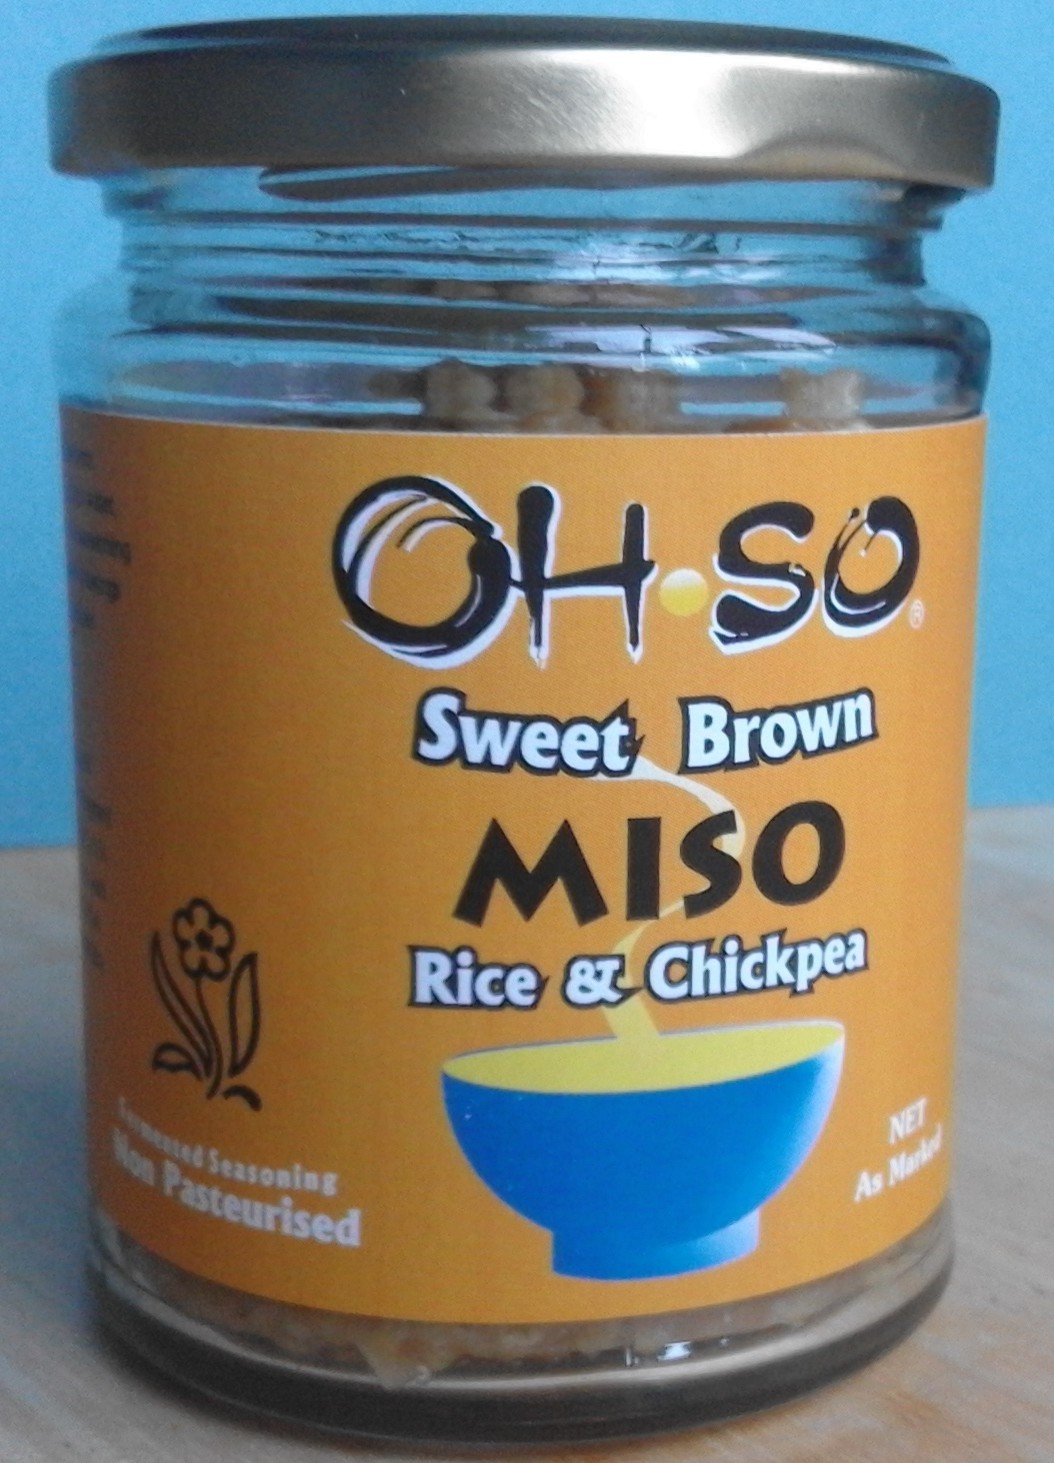 OH·SO®
Sweet Brown
MISO
Rice & Chickpea
Fermented Seasoning
Non Pasteurised
NET
As Marked